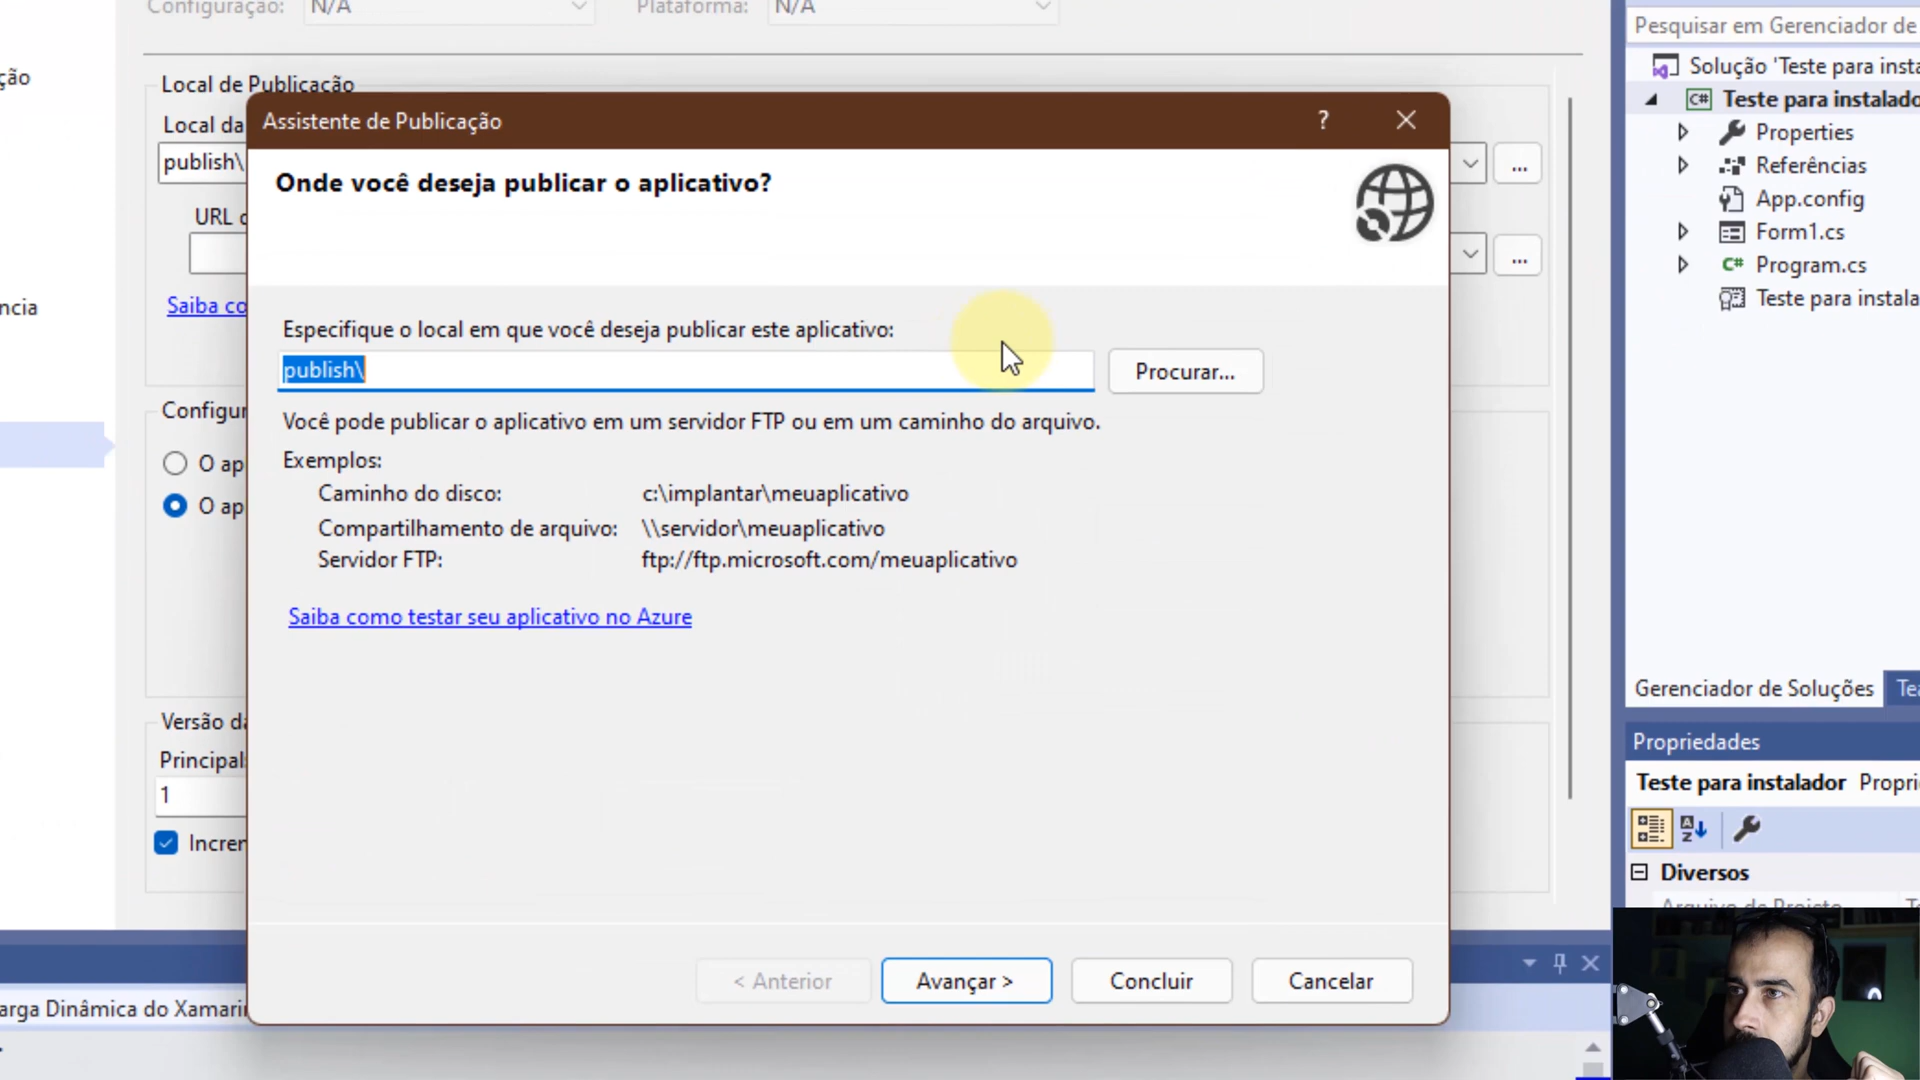 Configuração:
N/A
Plataforma:
N/A
Local de Publicação
Local da
publish\
URL
Saiba co
Assistente de Publicação
?
Onde você deseja publicar o aplicativo?
Especifique o local em que você deseja publicar este aplicativo:
publish\
Procurar...
Você pode publicar o aplicativo em um servidor FTP ou em um caminho do arquivo.
Exemplos:
Caminho do disco:
c:\implantar\meuaplicativo
Compartilhamento de arquivo:
\\servidor\meuaplicativo
Servidor FTP:
ftp://ftp.microsoft.com/meuaplicativo
Saiba como testar seu aplicativo no Azure
< Anterior
Avançar >
Concluir
Cancelar
...
...
ção
ncia
Configur
O ap
O ap
Versão da
Principal:
1
Increr
arga Dinâmica do Xamari
Pesquisar em Gerenciador de
Solução 'Teste para insta
C# Teste para instalado
Properties
Referências
App.config
Form1.cs
C# Program.cs
Teste para instala
Gerenciador de Soluções
Te
Propriedades
Teste para instalador Propri
Diversos